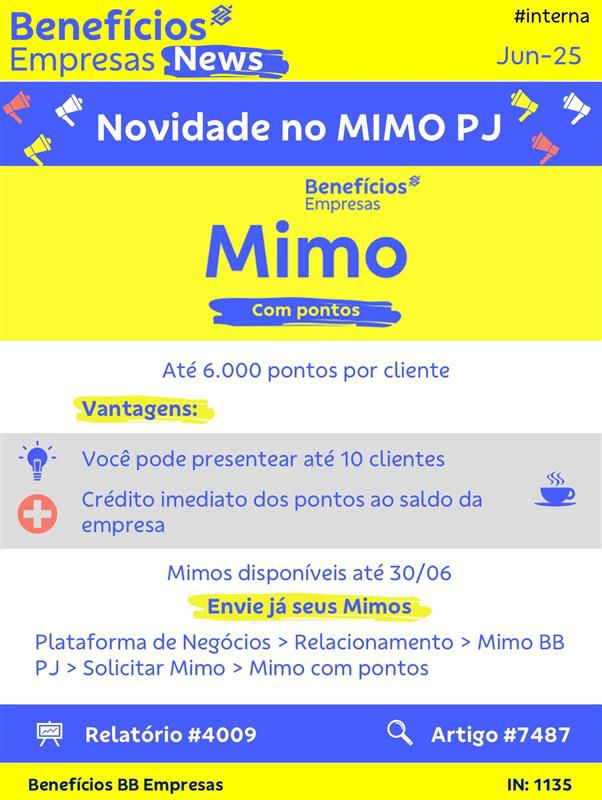 Benefícios
#interna
Empresas News
Jun-25
Novidade no MIMO PJ
Benefícios
Empresas
Mimo
Com pontos
Até 6.000 pontos por cliente
Vantagens:
Você pode presentear até 10 clientes
Crédito imediato dos pontos ao saldo da
empresa
Mimos disponíveis até 30/06
Envie já seus Mimos
Plataforma de Negócios > Relacionamento > Mimo BB
PJ > Solicitar Mimo > Mimo com pontos
Relatório #4009
Artigo #7487
Benefícios BB Empresas
IN: 1135